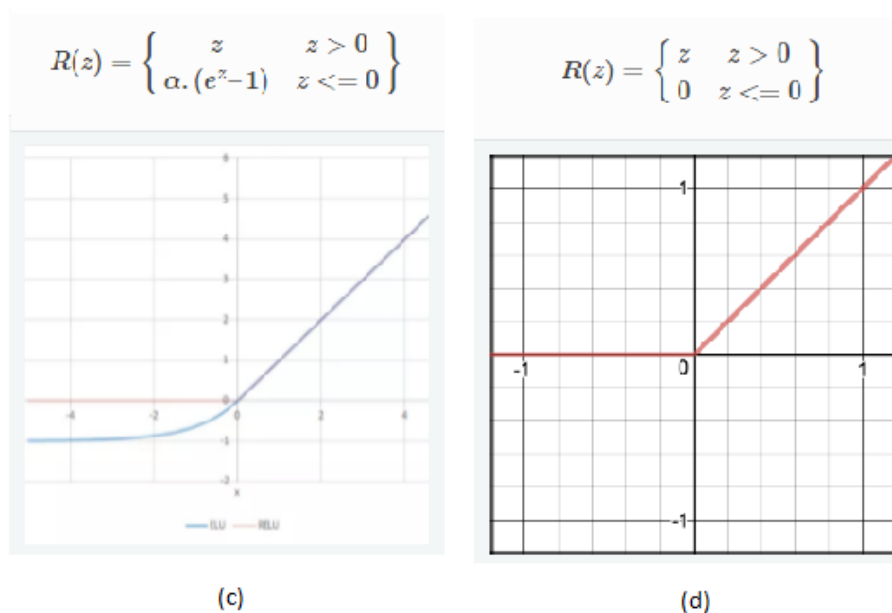 R(z) = { z z > 0
α.(e^z–1) z <= 0 }
R(z) = { z z > 0
0 z <= 0 }
6
5
4
3
2
1
0
-4 -2 0 2 4
-1
-2
x
ELU RELU
1
-1 0 1
-1
(c) (d)